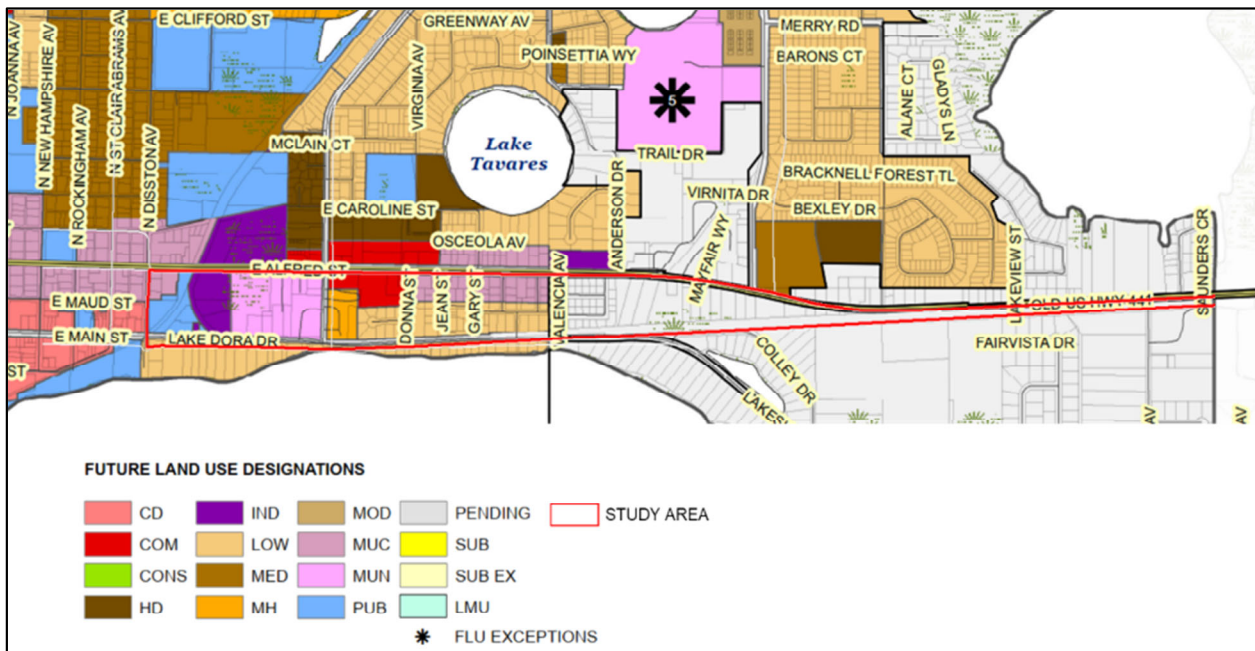 E CLIFFORD ST
GREENWAY AV
MERRY RD
N JOANNA AV
N NEW HAMPSHIRE AV
N ROCKINGHAM AV
N ST CLAIR ABRAMS AV
N DISSTON AV
VIRGINIA AV
POINSETTIA WY
BARONS CT
ALANE CT
GLADYS LN
5
MCLAIN CT
Lake
Tavares
TRAIL DR
ANDERSON DR
VIRNITA DR
BRACKNELL FOREST TL
E CAROLINE ST
BEXLEY DR
OSCEOLA AV
MAYFAIR WY
LAKEVIEW ST
SAUNDERS CR
E ALFRED ST
E MAUD ST
DONNA ST
JEAN ST
GARY ST
VALENCIA AV
OLD US HWY 441
E MAIN ST
LAKE DORA DR
COLLEY DR
FAIRVISTA DR
ST
LAKES
AV
AV
FUTURE LAND USE DESIGNATIONS
CD
IND
MOD
PENDING
STUDY AREA
COM
LOW
MUC
SUB
CONS
MED
MUN
SUB EX
HD
MH
PUB
LMU
FLU EXCEPTIONS